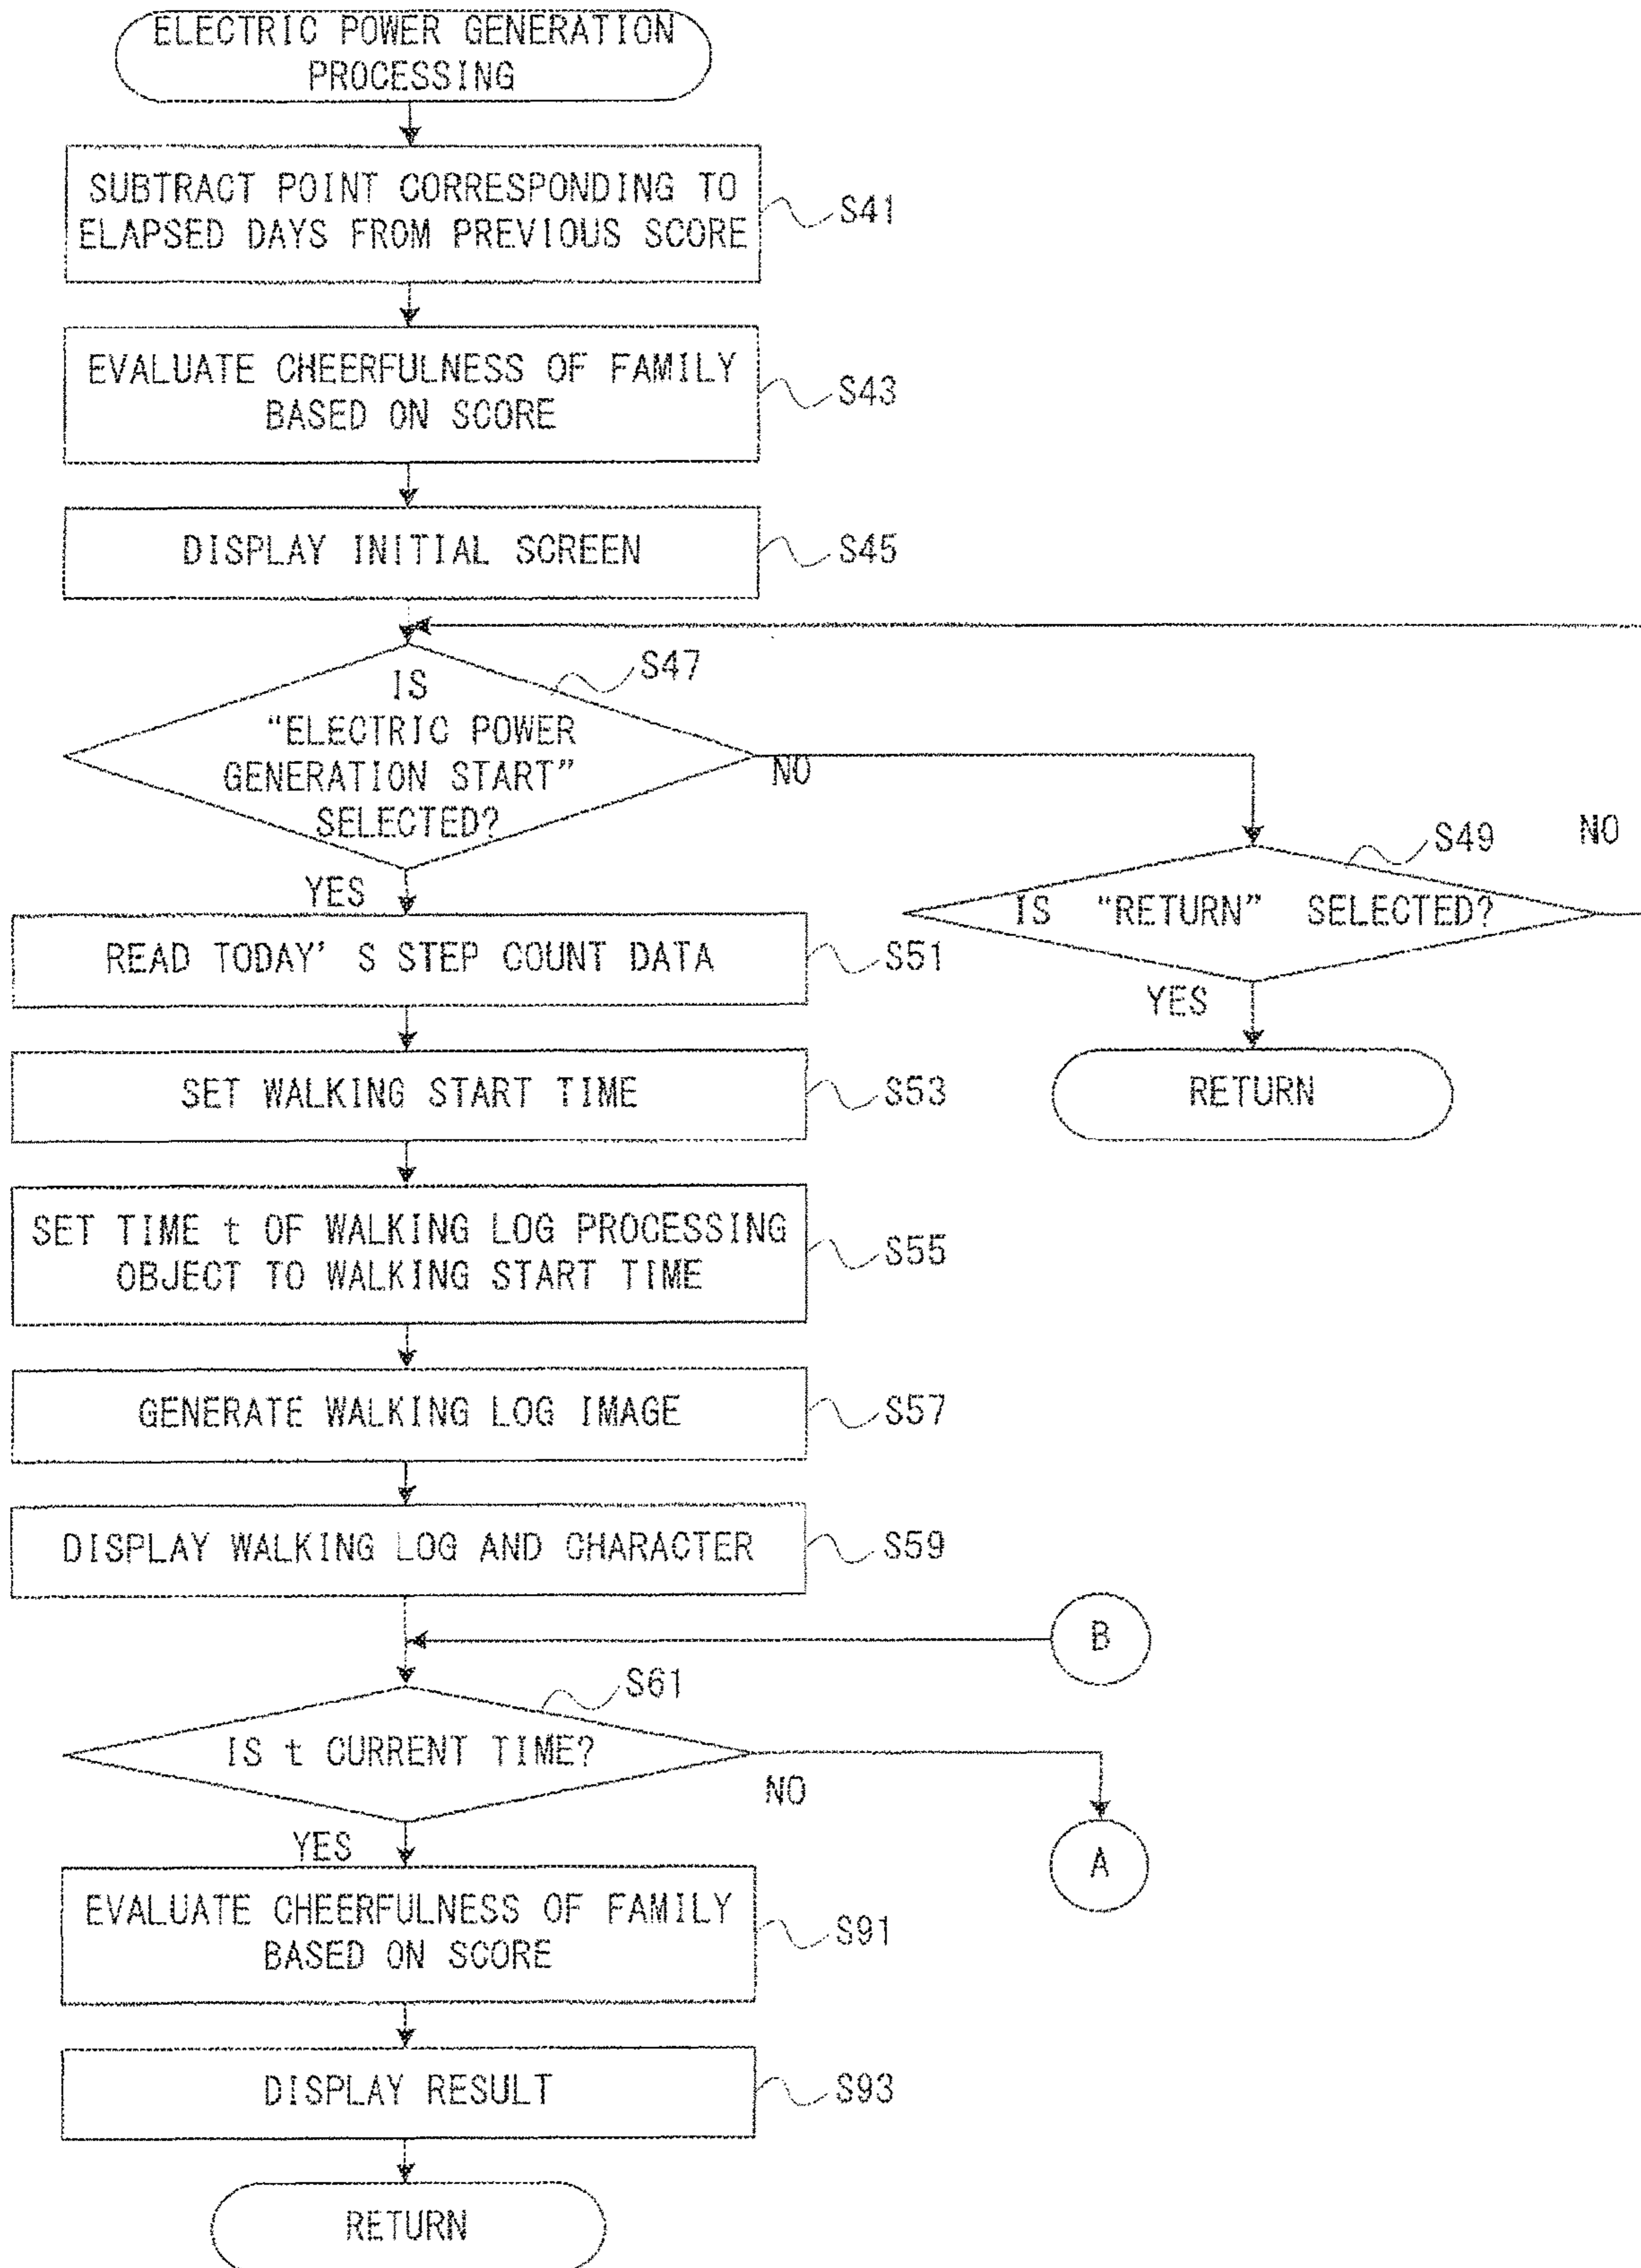 ELECTRIC POWER GENERATION
PROCESSING
SUBTRACT POINT CORRESPONDING TO
ELAPSED DAYS FROM PREVIOUS SCORE
S41
EVALUATE CHEERFULNESS OF FAMILY
BASED ON SCORE
S43
DISPLAY INITIAL SCREEN
S45
S47
IS
“ELECTRIC POWER
GENERATION START”
SELECTED?
NO
YES
S49
NO
IS “RETURN” SELECTED?
YES
RETURN
READ TODAY' S STEP COUNT DATA
S51
SET WALKING START TIME
S53
SET TIME t OF WALKING LOG PROCESSING
OBJECT TO WALKING START TIME
S55
GENERATE WALKING LOG IMAGE
S57
DISPLAY WALKING LOG AND CHARACTER
S59
B
S61
IS t CURRENT TIME?
NO
A
YES
EVALUATE CHEERFULNESS OF FAMILY
BASED ON SCORE
S91
DISPLAY RESULT
S93
RETURN